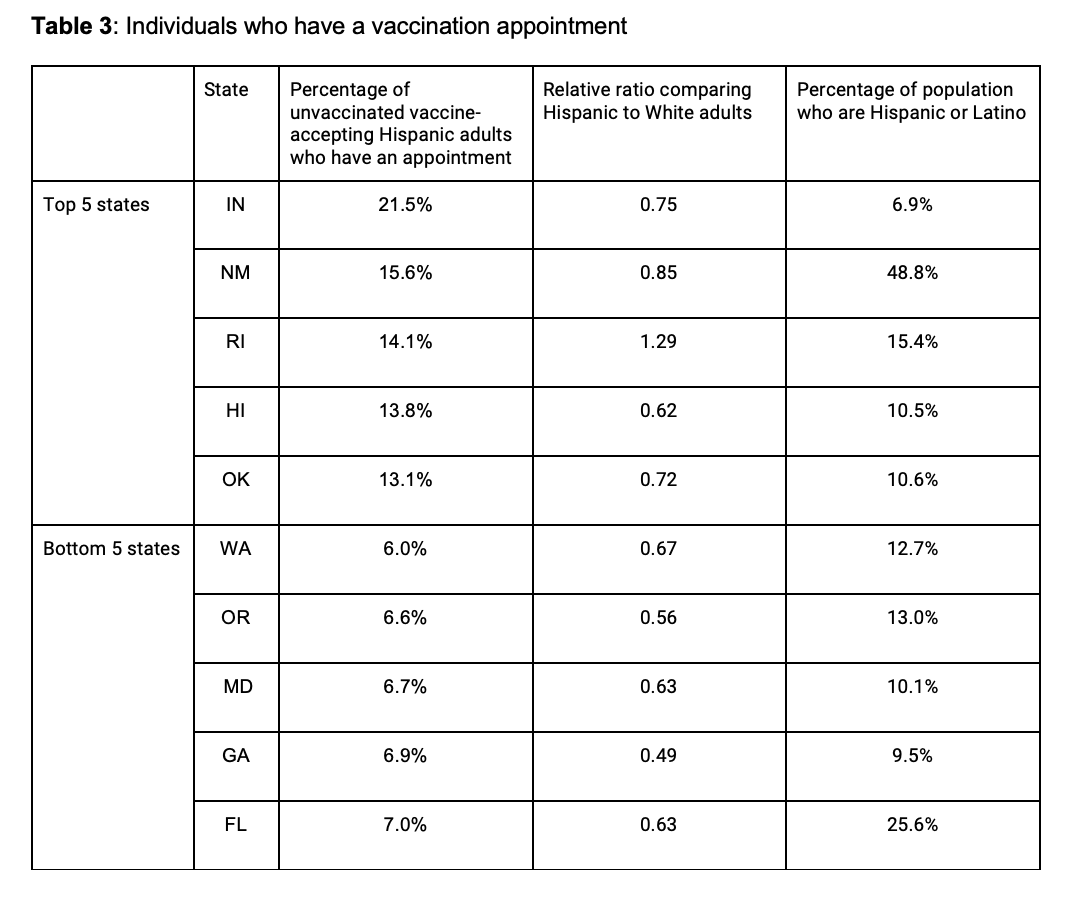 Table 3: Individuals who have a vaccination appointment
State
Percentage of
unvaccinated vaccine-
accepting Hispanic adults
who have an appointment
Relative ratio comparing
Hispanic to White adults
Percentage of population
who are Hispanic or Latino
Top 5 states
IN
21.5%
0.75
6.9%
NM
15.6%
0.85
48.8%
RI
14.1%
1.29
15.4%
HI
13.8%
0.62
10.5%
OK
13.1%
0.72
10.6%
Bottom 5 states
WA
6.0%
0.67
12.7%
OR
6.6%
0.56
13.0%
MD
6.7%
0.63
10.1%
GA
6.9%
0.49
9.5%
FL
7.0%
0.63
25.6%